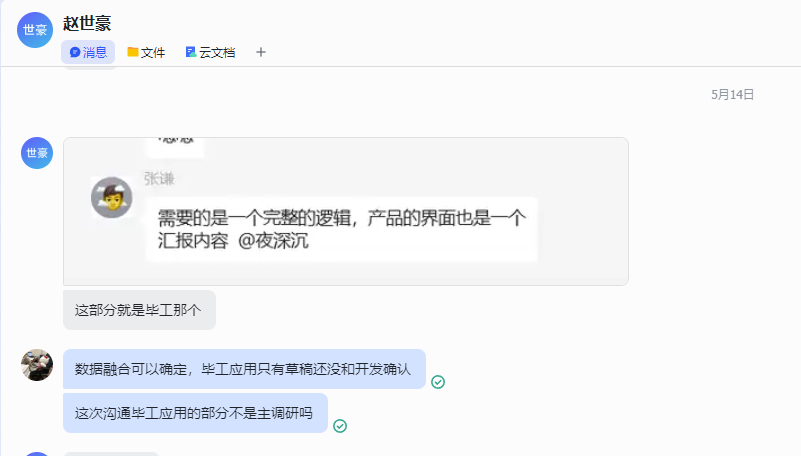 世豪
赵世豪
消息
文件
云文档
5月14日
世豪
张谦
需要的是一个完整的逻辑，产品的界面也是一个
汇报内容 @夜深沉
这部分就是毕工那个
数据融合可以确定，毕工应用只有草稿还没和开发确认
这次沟通毕工应用的部分不是主调研吗